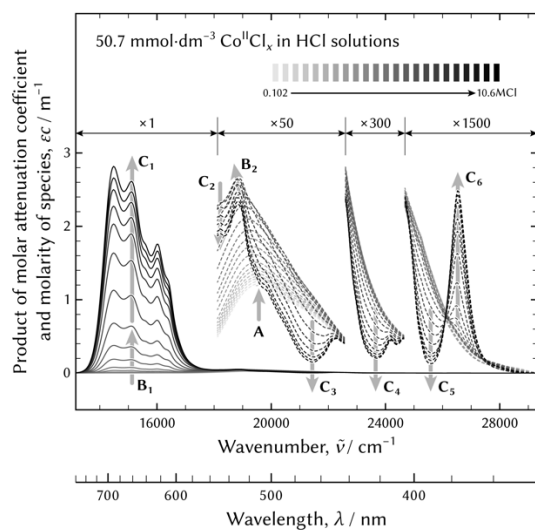 50.7 mmol·dm⁻³ CoᴵᴵClₓ in HCl solutions
0.102 10.6MCl
×1 ×50 ×300 ×1500
Product of molar attenuation coefficient
and molarity of species, εc / m⁻¹
3
2
1
0
C₁
C₂
B₂
C₆
A
B₁
C₃
C₄
C₅
16000 20000 24000 28000
Wavenumber, ν̃ / cm⁻¹
700 600 500 400
Wavelength, λ / nm